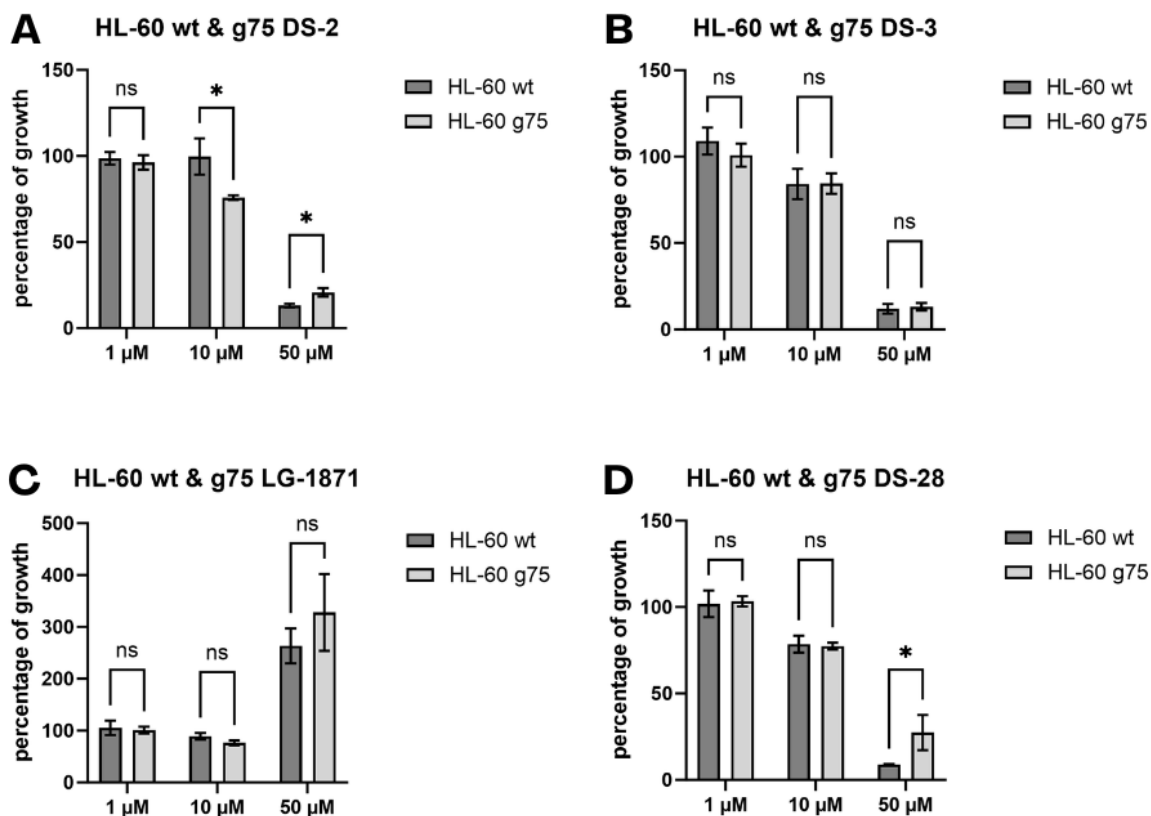 A
HL-60 wt & g75 DS-2
percentage of growth
150
100
50
0
ns
*
*
1 µM
10 µM
50 µM
HL-60 wt
HL-60 g75
B
HL-60 wt & g75 DS-3
percentage of growth
150
100
50
0
ns
ns
ns
1 µM
10 µM
50 µM
HL-60 wt
HL-60 g75
C
HL-60 wt & g75 LG-1871
percentage of growth
500
400
300
200
100
0
ns
ns
ns
1 µM
10 µM
50 µM
HL-60 wt
HL-60 g75
D
HL-60 wt & g75 DS-28
percentage of growth
150
100
50
0
ns
ns
*
1 µM
10 µM
50 µM
HL-60 wt
HL-60 g75